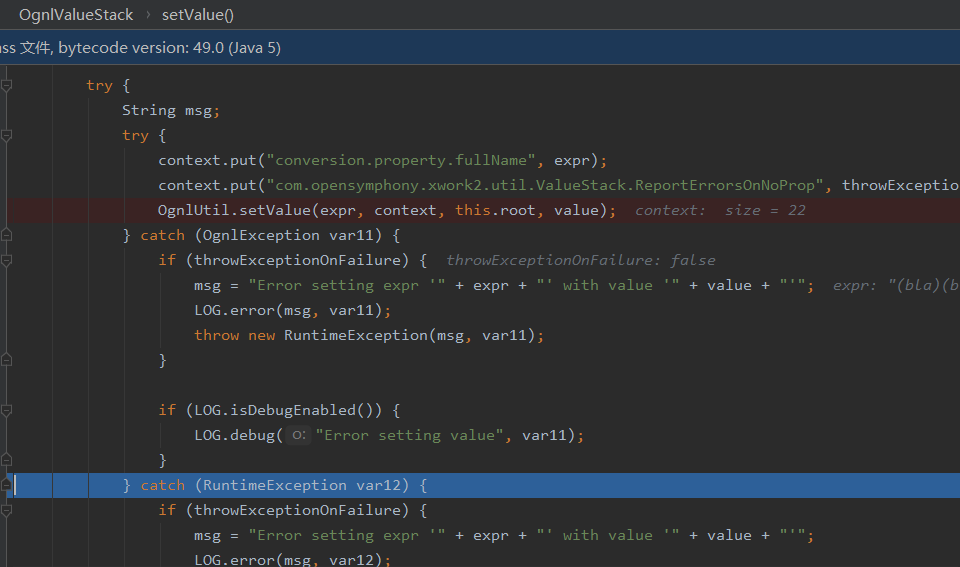 OgnlValueStack › setValue()
ass 文件, bytecode version: 49.0 (Java 5)
try {
String msg;
try {
context.put("conversion.property.fullName", expr);
context.put("com.opensymphony.xwork2.util.ValueStack.ReportErrorsOnNoProp", throwExceptio
OgnlUtil.setValue(expr, context, this.root, value); context: size = 22
} catch (OgnlException var11) {
if (throwExceptionOnFailure) { throwExceptionOnFailure: false
msg = "Error setting expr '" + expr + "' with value '" + value + "'"; expr: "(bla)(b
LOG.error(msg, var11);
throw new RuntimeException(msg, var11);
}
if (LOG.isDebugEnabled()) {
LOG.debug( o: "Error setting value", var11);
}
} catch (RuntimeException var12) {
if (throwExceptionOnFailure) {
msg = "Error setting expr '" + expr + "' with value '" + value + "'";
LOG.error(msg, var12);